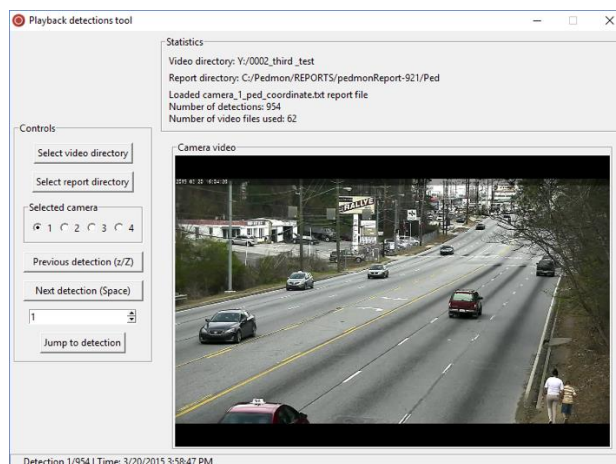 Playback detections tool
Statistics
Video directory: Y:/0002_third _test
Report directory: C:/Pedmon/REPORTS/pedmonReport-921/Ped
Loaded camera_1_ped_coordinate.txt report file
Number of detections: 954
Number of video files used: 62
Controls
Select video directory
Select report directory
Selected camera
1 2 3 4
Previous detection (z/Z)
Next detection (Space)
1
Jump to detection
Camera video
RALLYE
Detection 1/954 | Time: 3/20/2015 3:58:47 PM